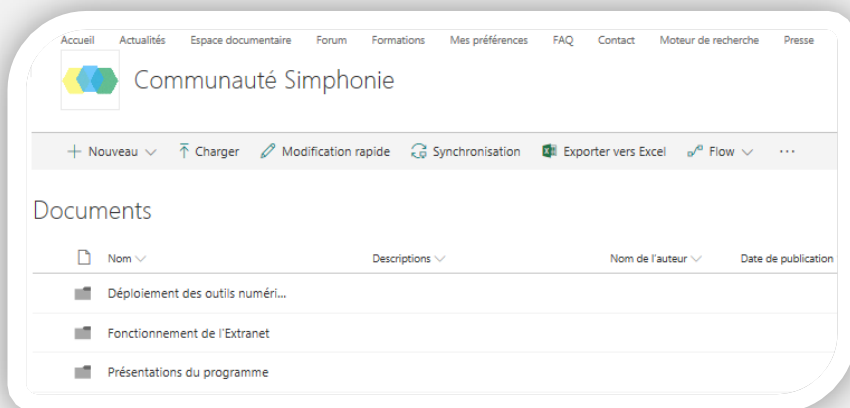 Accueil Actualités Espace documentaire Forum Formations Mes préférences FAQ Contact Moteur de recherche Presse
Communauté Simphonie
Nouveau Charger Modification rapide Synchronisation Exporter vers Excel Flow ...
Documents
Nom Descriptions Nom de l'auteur Date de publication
Déploiement des outils numéri...
Fonctionnement de l'Extranet
Présentations du programme